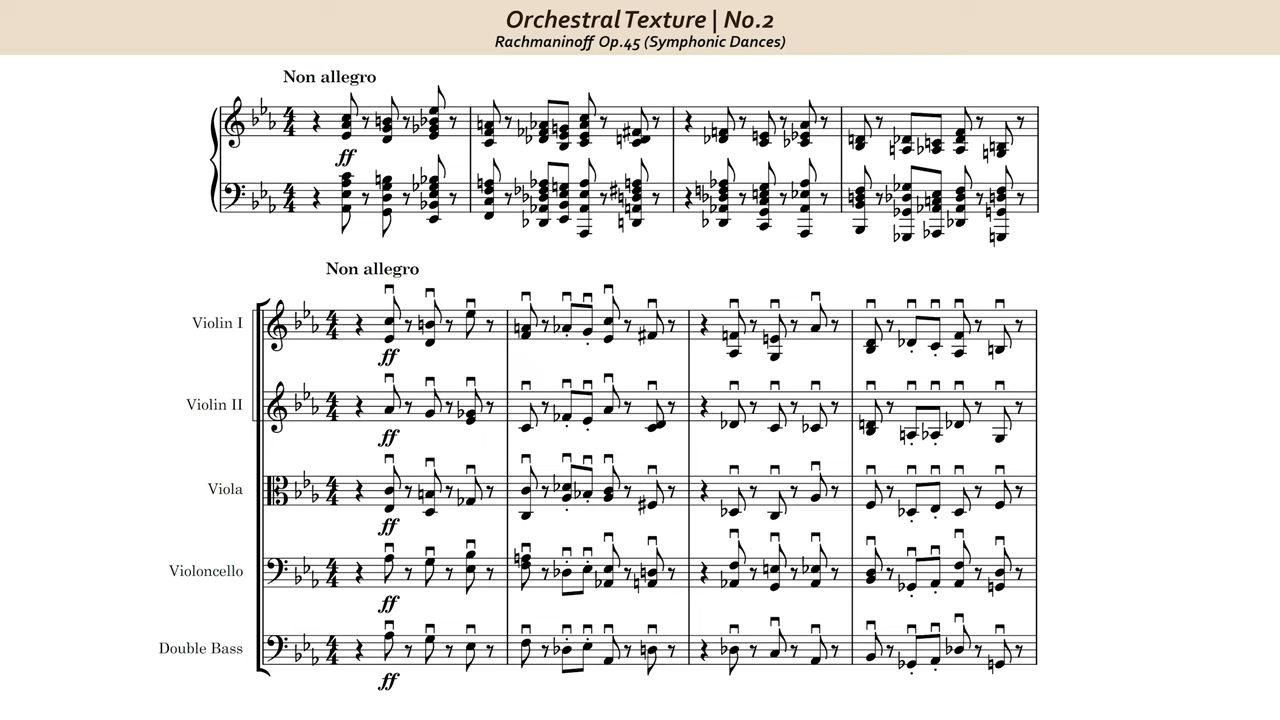 Orchestral Texture | No.2
Rachmaninoff Op.45 (Symphonic Dances)
Non allegro
ff
Non allegro
Violin I
ff
Violin II
ff
Viola
ff
Violoncello
ff
Double Bass
ff